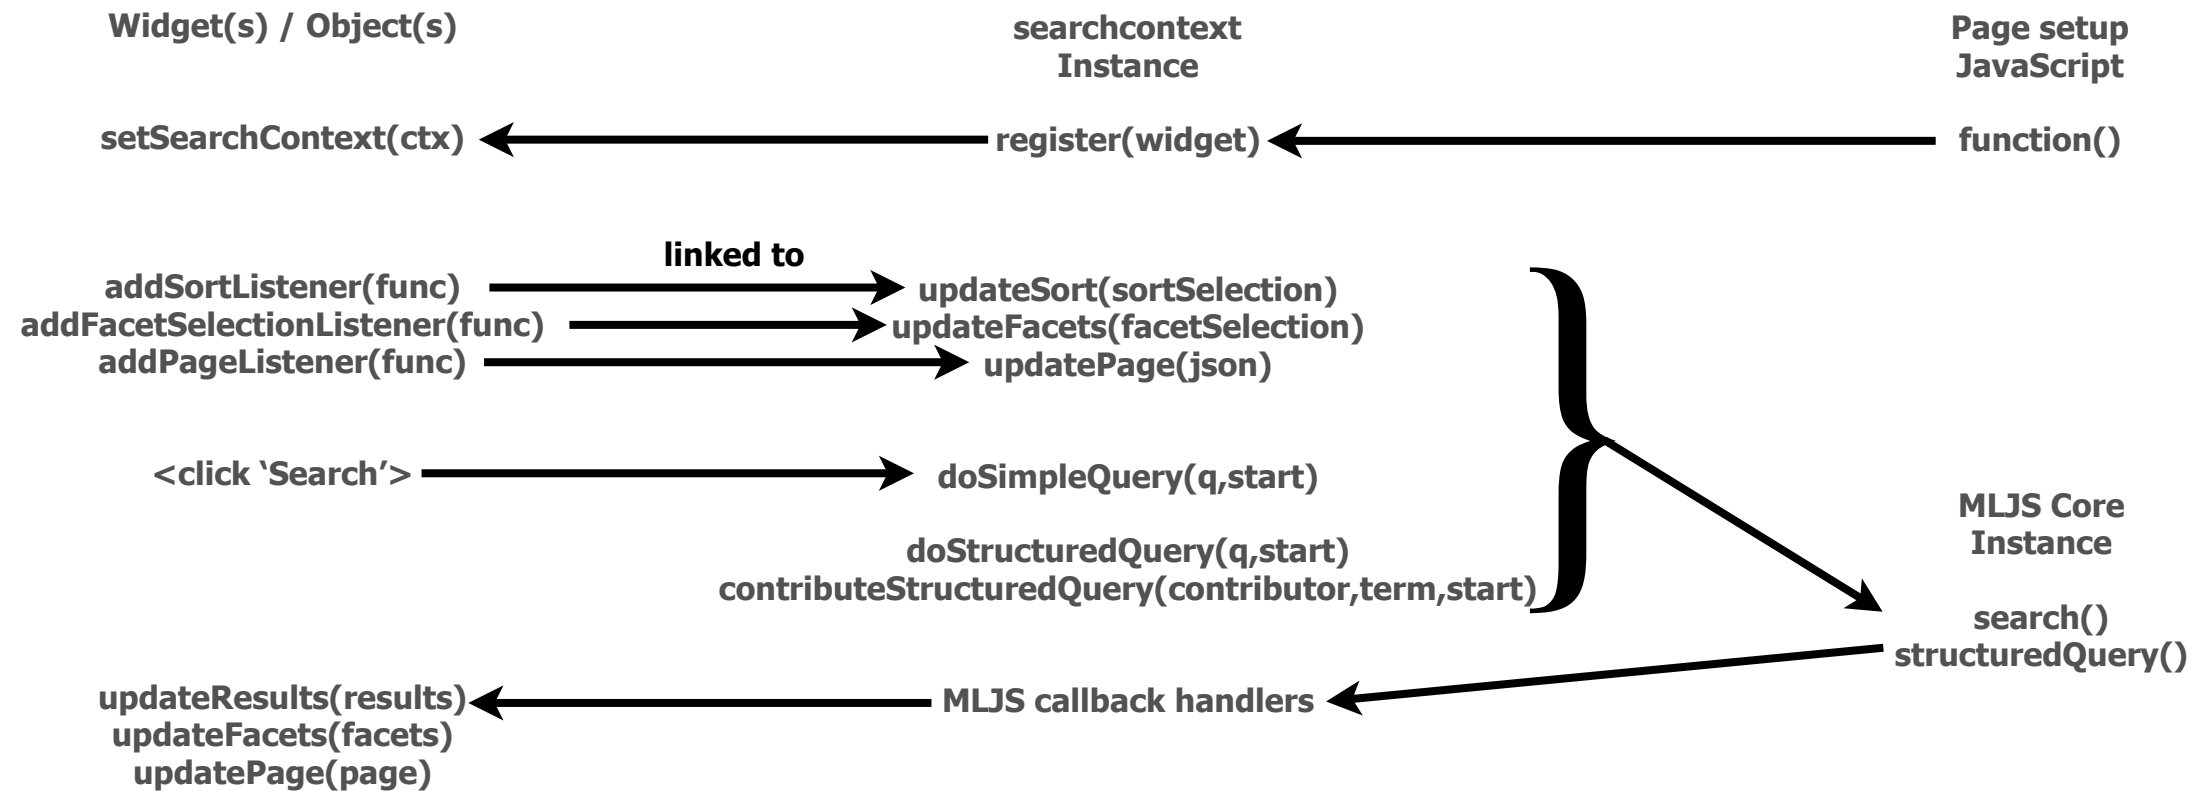 Widget(s) / Object(s)
searchcontext
Instance
Page setup
JavaScript
setSearchContext(ctx)
register(widget)
function()
linked to
addSortListener(func)
updateSort(sortSelection)
addFacetSelectionListener(func)
updateFacets(facetSelection)
addPageListener(func)
updatePage(json)
<click ‘Search’>
doSimpleQuery(q,start)
doStructuredQuery(q,start)
contributeStructuredQuery(contributor,term,start)
MLJS Core
Instance
search()
structuredQuery()
MLJS callback handlers
updateResults(results)
updateFacets(facets)
updatePage(page)